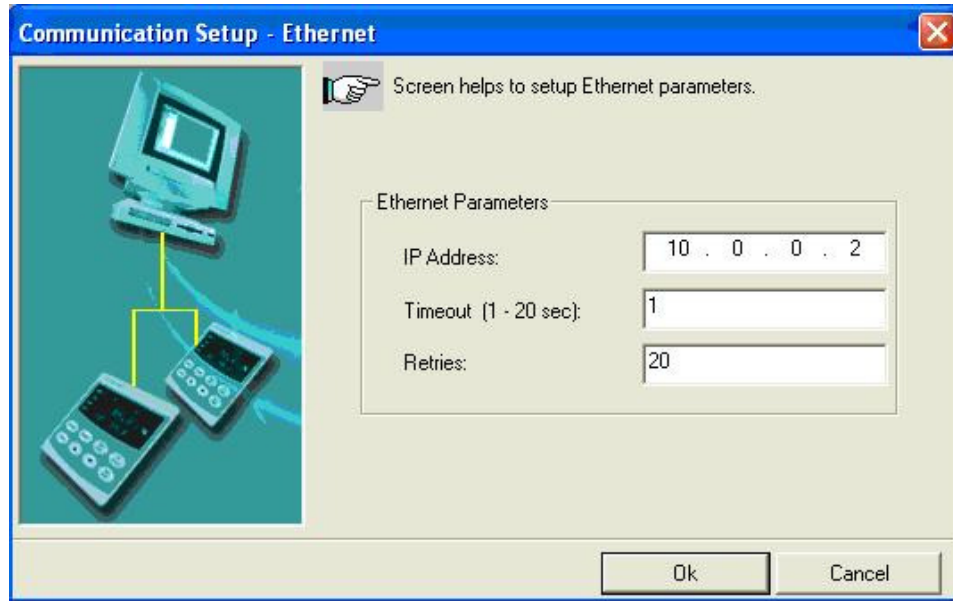 Communication Setup - Ethernet
Screen helps to setup Ethernet parameters.
Ethernet Parameters
IP Address: 10 . 0 . 0 . 2
Timeout (1 - 20 sec): 1
Retries: 20
Ok Cancel